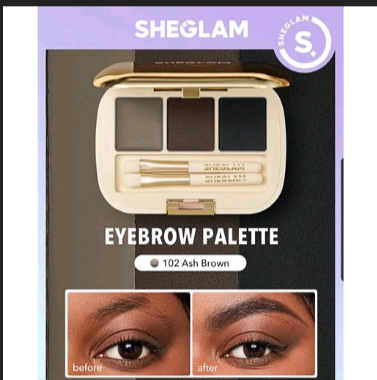 SHEGLAM
SHEGLAM
S.
SHEGLAM
SHEGLAM
EYEBROW PALETTE
102 Ash Brown
before
after